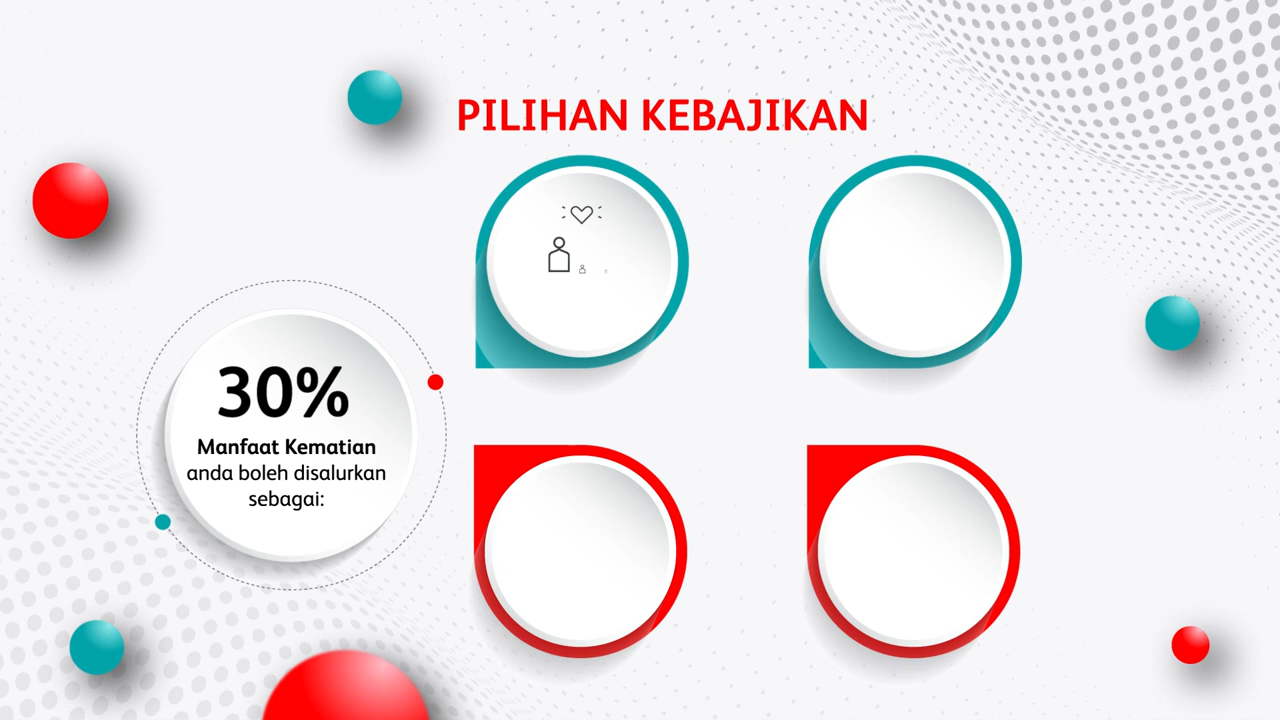 PILIHAN KEBAJIKAN
30%
Manfaat Kematian
anda boleh disalurkan
sebagai: